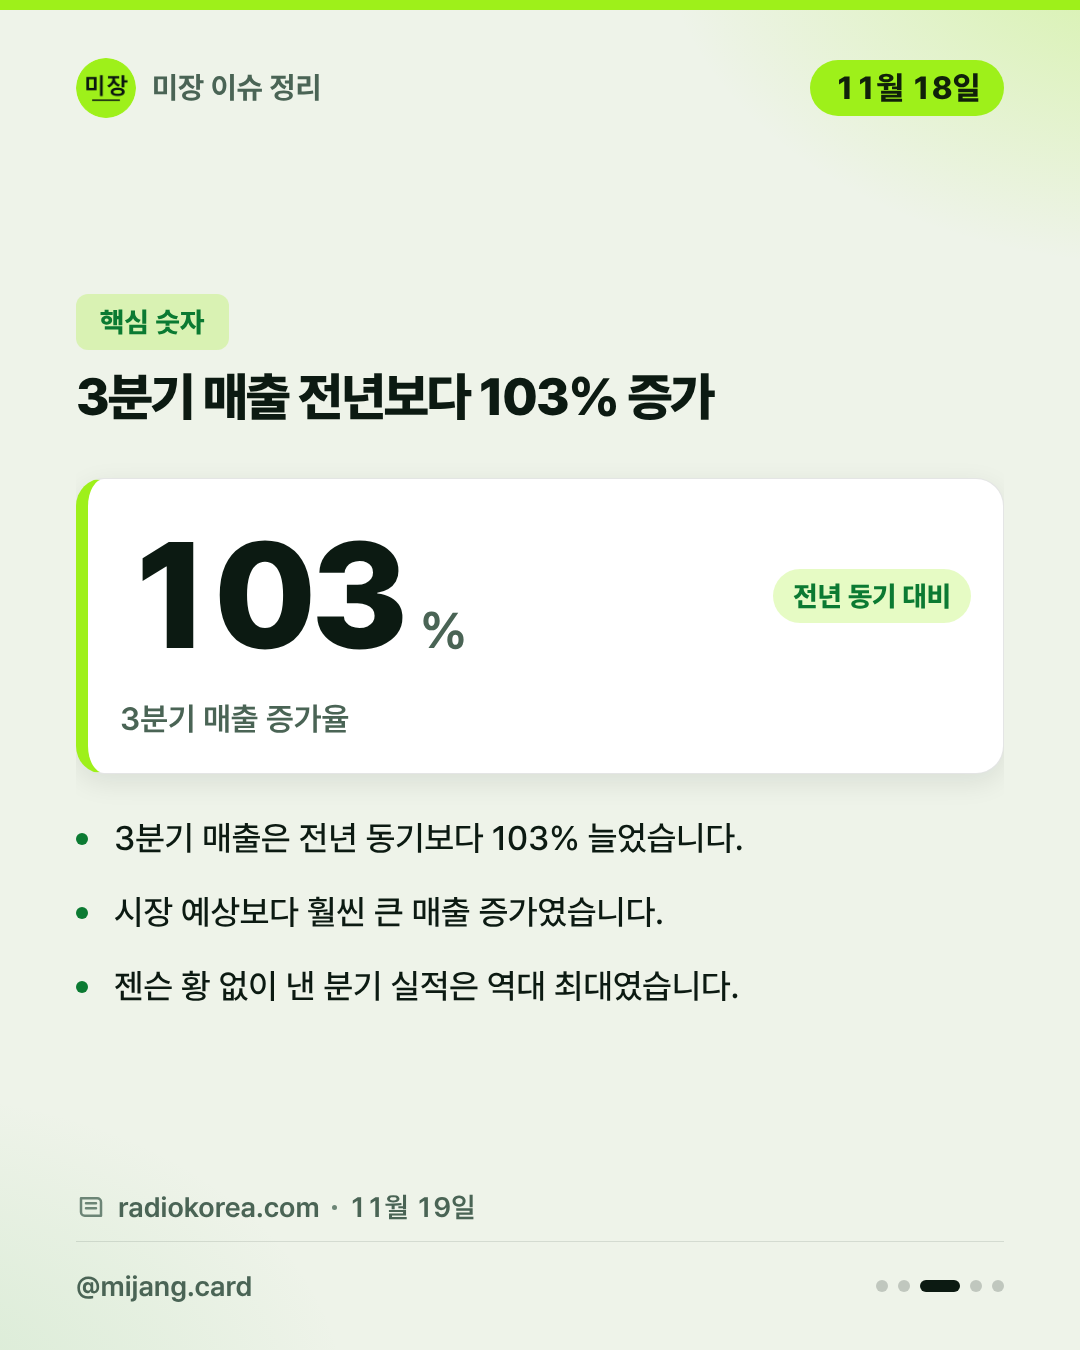 미장
미장 이슈 정리
11월 18일
핵심 숫자
3분기 매출 전년보다 103% 증가
103 %
전년 동기 대비
3분기 매출 증가율
3분기 매출은 전년 동기보다 103% 늘었습니다.
시장 예상보다 훨씬 큰 매출 증가였습니다.
젠슨 황 없이 낸 분기 실적은 역대 최대였습니다.
radiokorea.com · 11월 19일
@mijang.card